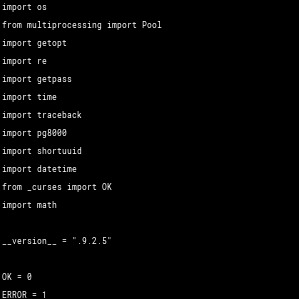 import os
from multiprocessing import Pool
import getopt
import re
import getpass
import time
import traceback
import pg8000
import shortuuid
import datetime
from _curses import OK
import math
__version__ = ".9.2.5"
OK = 0
ERROR = 1